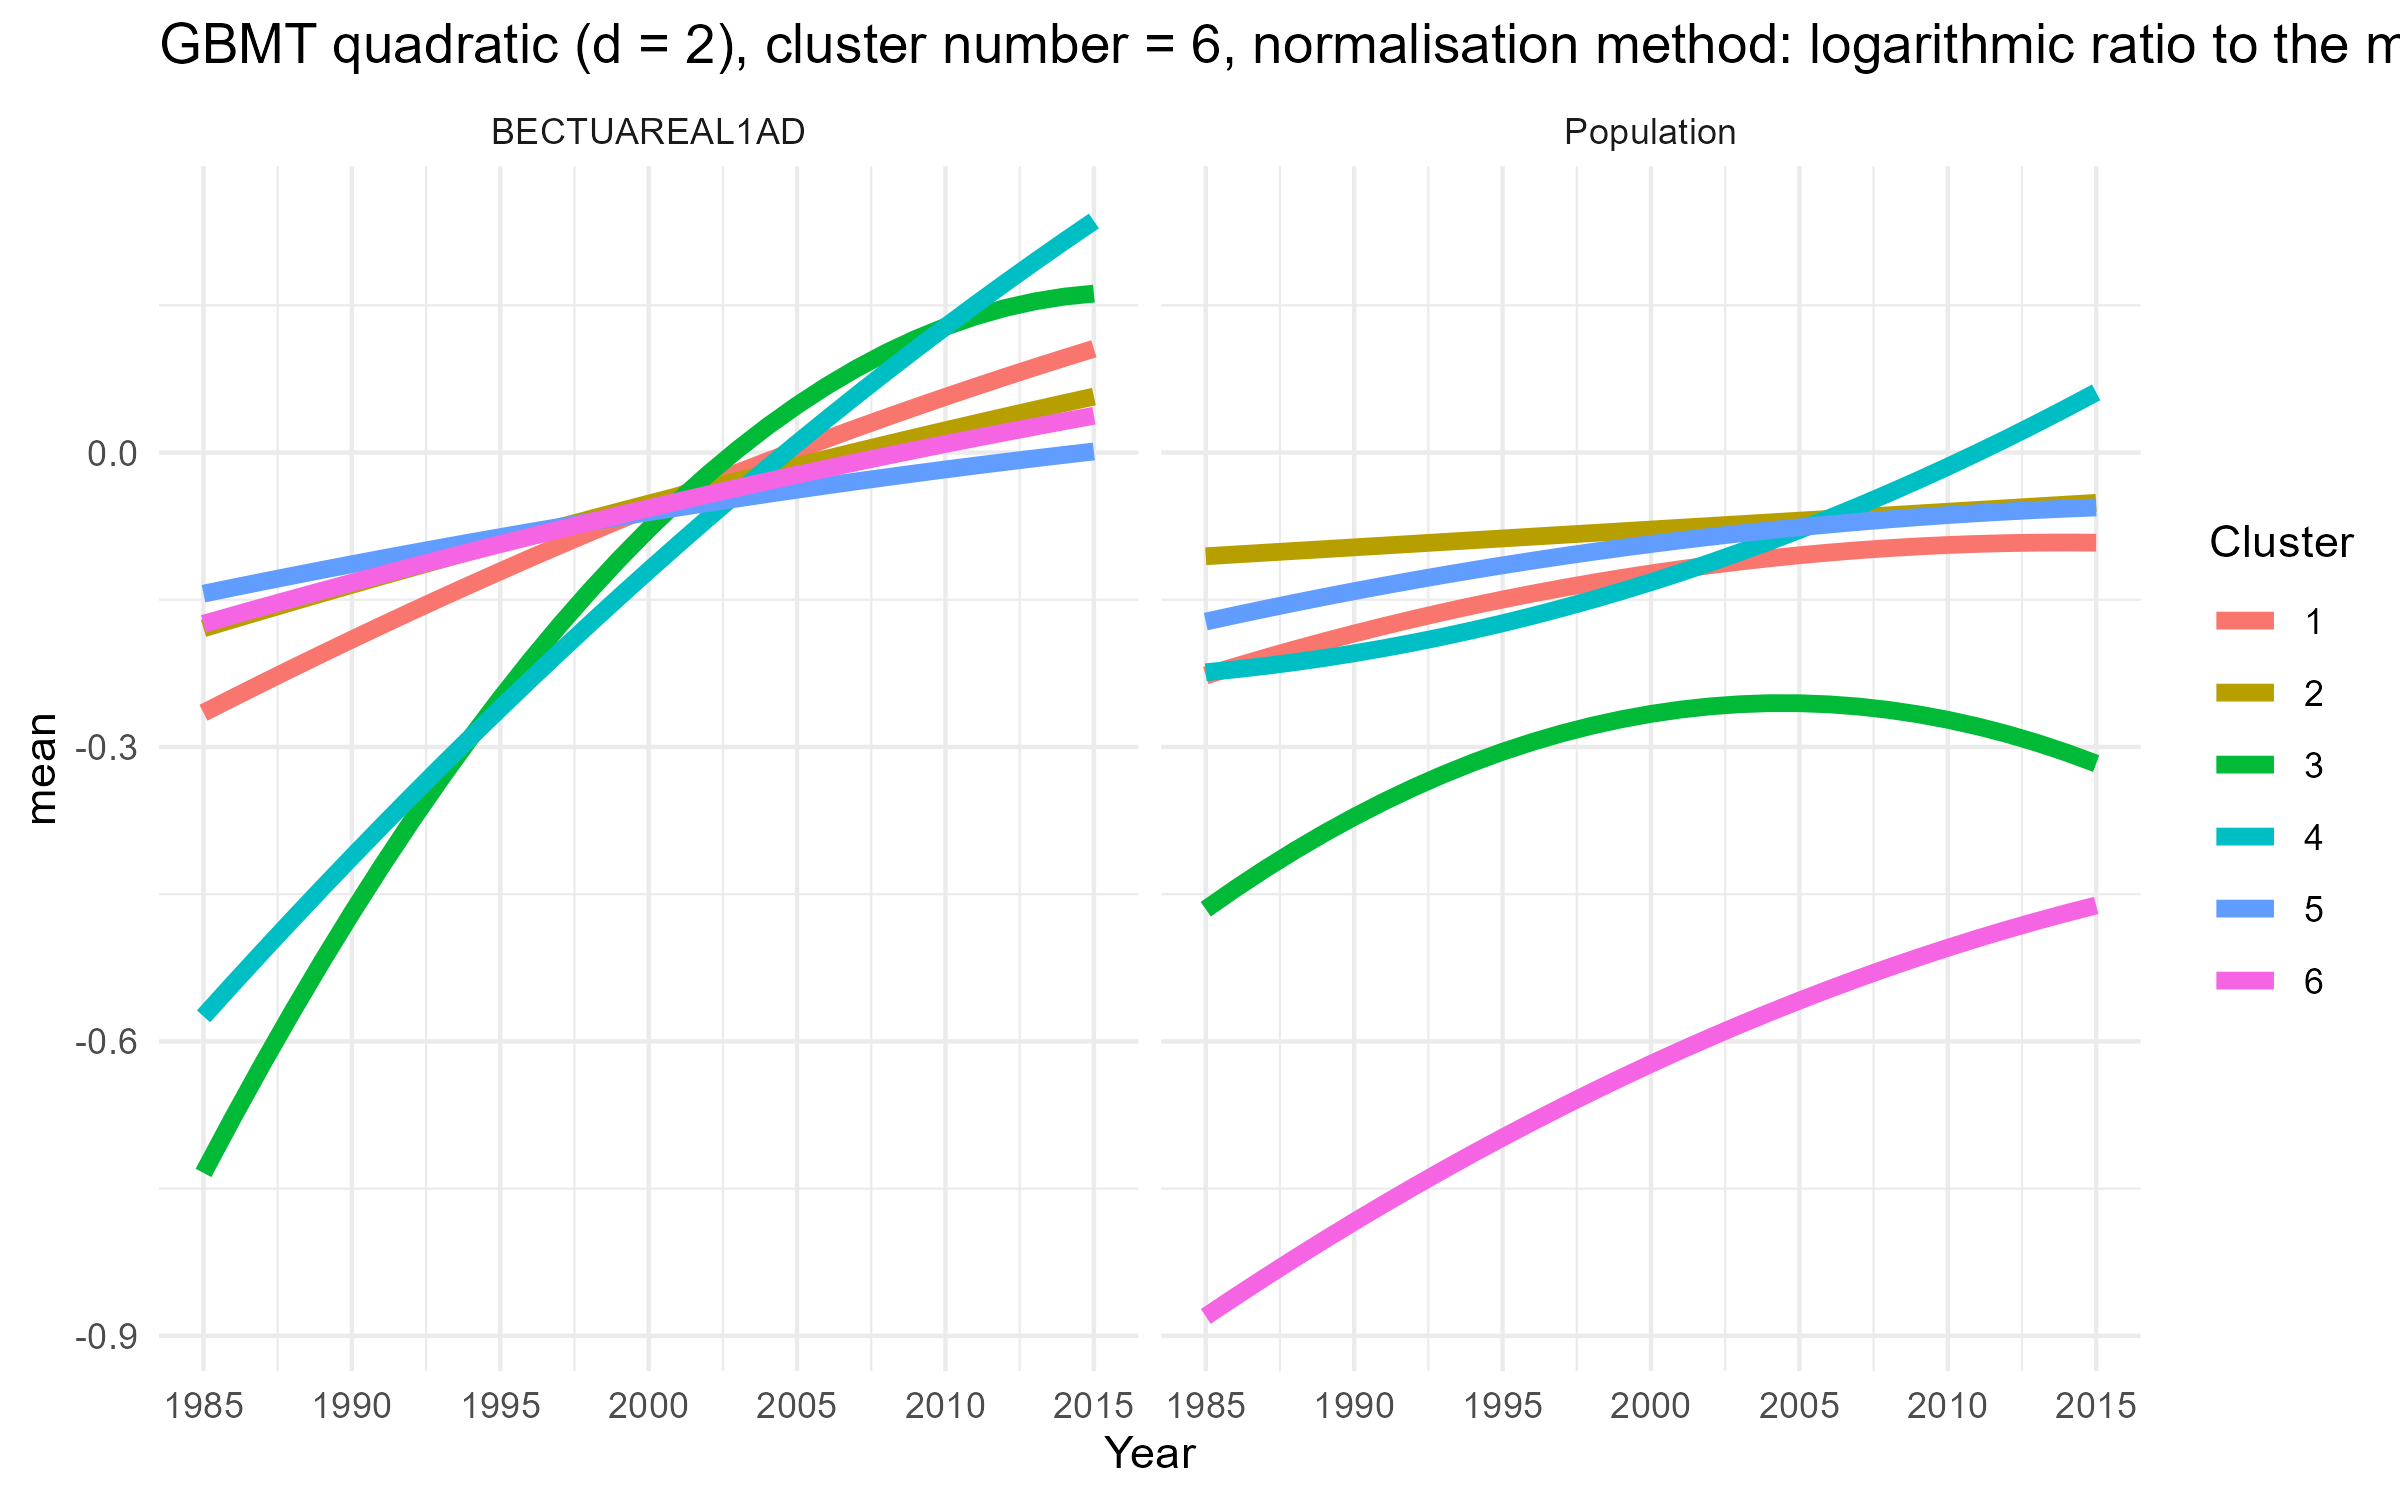 GBMT quadratic (d = 2), cluster number = 6, normalisation method: logarithmic ratio to the
BECTUAREAL1AD Population
mean
0.0
-0.3
-0.6
-0.9
1985 1990 1995 2000 2005 2010 2015 1985 1990 1995 2000 2005 2010 2015
Year
Cluster
1
2
3
4
5
6